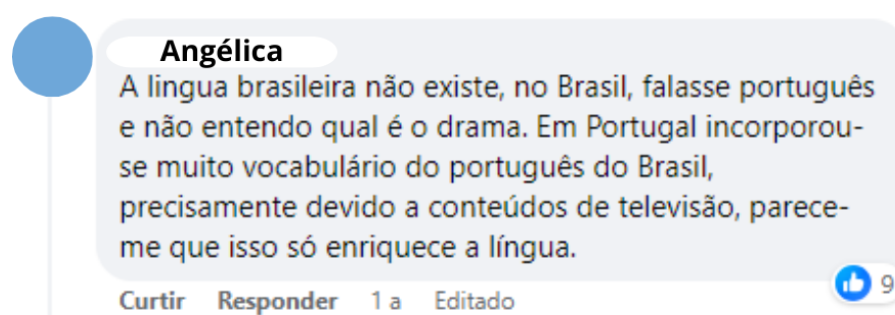 Angélica
A lingua brasileira não existe, no Brasil, falasse português
e não entendo qual é o drama. Em Portugal incorporou-
se muito vocabulário do português do Brasil,
precisamente devido a conteúdos de televisão, parece-
me que isso só enriquece a língua.
Curtir Responder 1 a Editado
9